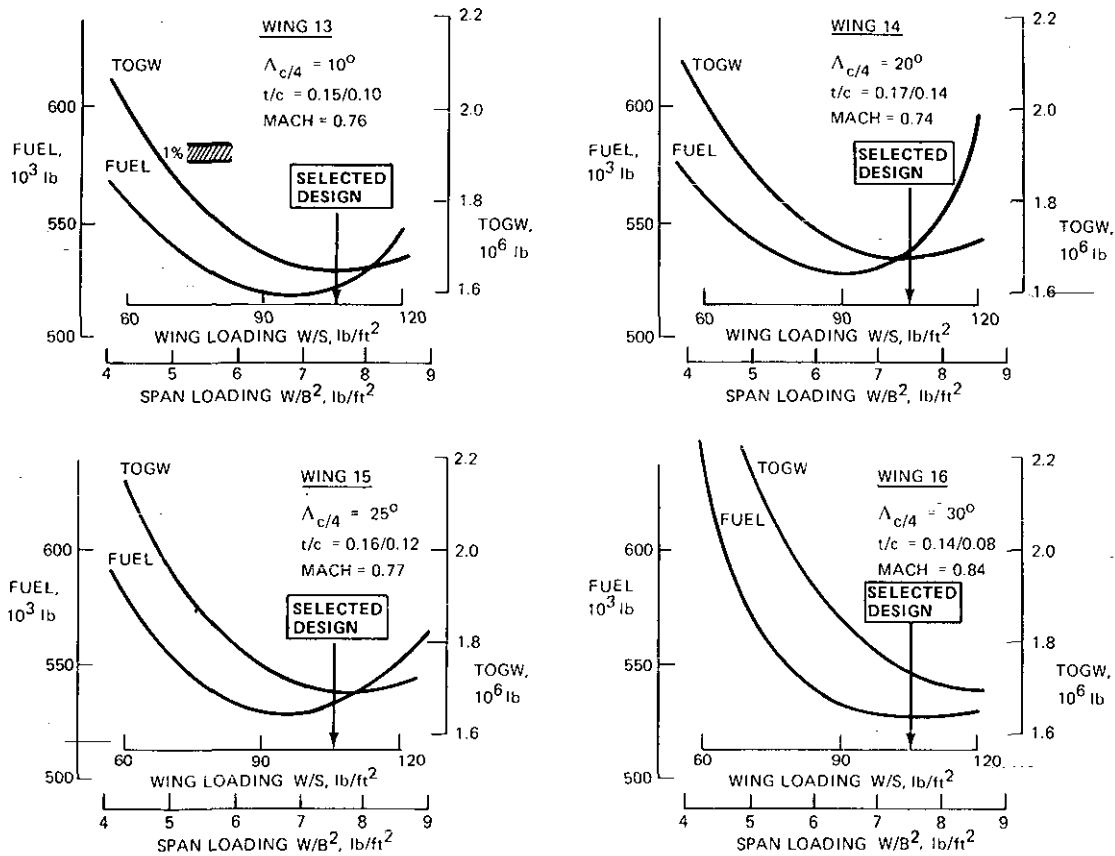 WING 13
Λc/4 = 10°
t/c = 0.15/0.10
MACH = 0.76
TOGW
FUEL
1%
SELECTED
DESIGN
FUEL,
10³ lb
600
550
500
2.2
2.0
1.8
1.6
TOGW,
10⁶ lb
60 90 120
WING LOADING W/S, lb/ft²
4 5 6 7 8 9
SPAN LOADING W/B², lb/ft²
WING 14
Λc/4 = 20°
t/c = 0.17/0.14
MACH = 0.74
TOGW
FUEL
SELECTED
DESIGN
FUEL,
10³ lb
600
550
500
2.2
2.0
1.8
1.6
TOGW,
10⁶ lb
60 90 120
WING LOADING W/S, lb/ft²
4 5 6 7 8 9
SPAN LOADING W/B², lb/ft²
WING 15
Λc/4 = 25°
t/c = 0.16/0.12
MACH = 0.77
TOGW
FUEL
SELECTED
DESIGN
FUEL,
10³ lb
600
550
500
2.2
2.0
1.8
1.6
TOGW,
10⁶ lb
60 90 120
WING LOADING W/S, lb/ft²
4 5 6 7 8 9
SPAN LOADING W/B², lb/ft²
WING 16
Λc/4 = 30°
t/c = 0.14/0.08
MACH = 0.84
TOGW
FUEL
SELECTED
DESIGN
FUEL,
10³ lb
600
550
500
2.2
2.0
1.8
1.6
TOGW,
10⁶ lb
60 90 120
WING LOADING W/S, lb/ft²
4 5 6 7 8 9
SPAN LOADING W/B², lb/ft²